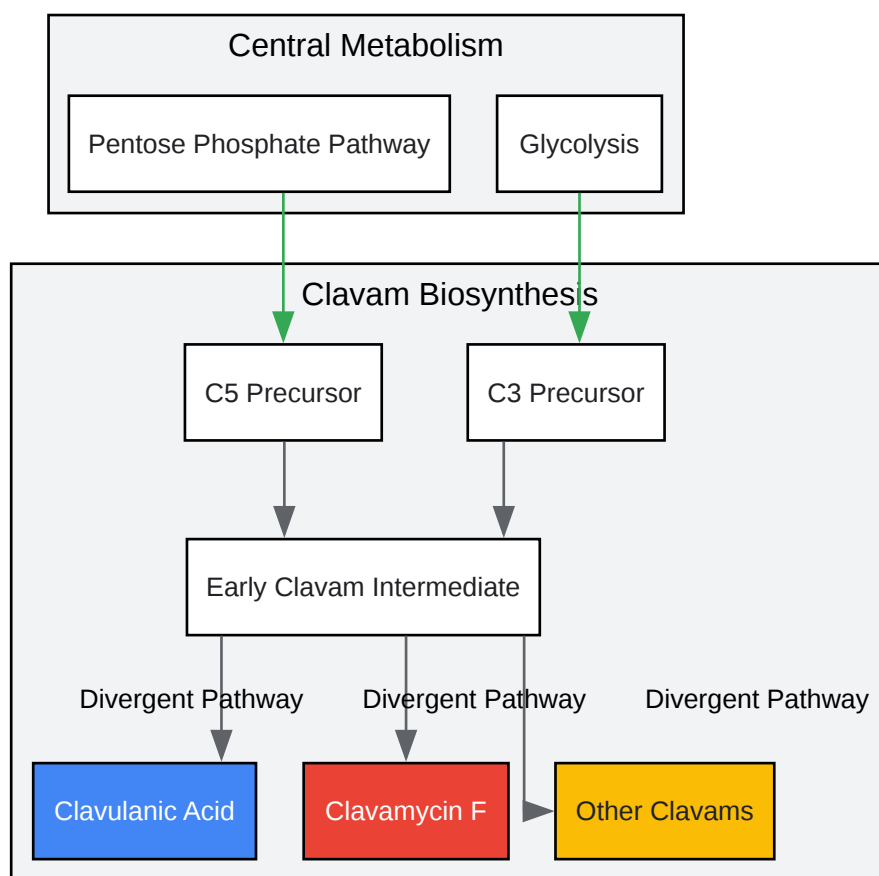 Central Metabolism
Pentose Phosphate Pathway
Glycolysis
Clavam Biosynthesis
C5 Precursor
C3 Precursor
Early Clavam Intermediate
Divergent Pathway
Divergent Pathway
Divergent Pathway
Clavulanic Acid
Clavamycin F
Other Clavams